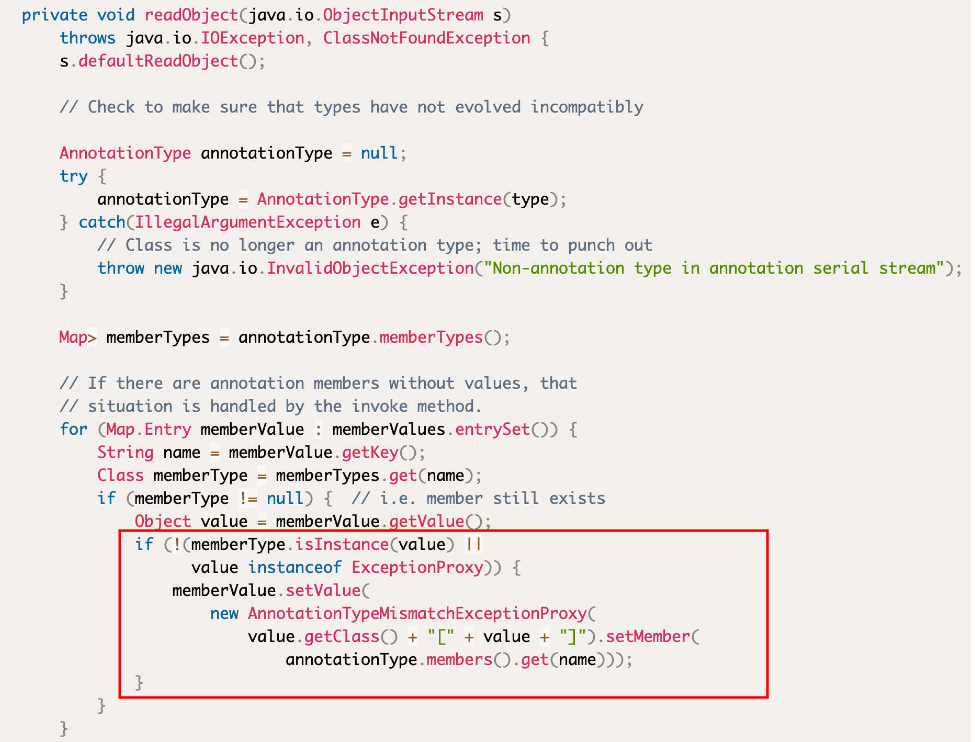 private void readObject(java.io.ObjectInputStream s)
    throws java.io.IOException, ClassNotFoundException {
    s.defaultReadObject();

    // Check to make sure that types have not evolved incompatibly

    AnnotationType annotationType = null;
    try {
        annotationType = AnnotationType.getInstance(type);
    } catch(IllegalArgumentException e) {
        // Class is no longer an annotation type; time to punch out
        throw new java.io.InvalidObjectException("Non-annotation type in annotation serial stream");
    }

    Map> memberTypes = annotationType.memberTypes();

    // If there are annotation members without values, that
    // situation is handled by the invoke method.
    for (Map.Entry memberValue : memberValues.entrySet()) {
        String name = memberValue.getKey();
        Class memberType = memberTypes.get(name);
        if (memberType != null) {  // i.e. member still exists
            Object value = memberValue.getValue();
            if (!(memberType.isInstance(value) ||
                  value instanceof ExceptionProxy)) {
                memberValue.setValue(
                    new AnnotationTypeMismatchExceptionProxy(
                        value.getClass() + "[" + value + "]").setMember(
                            annotationType.members().get(name)));
            }
        }
    }